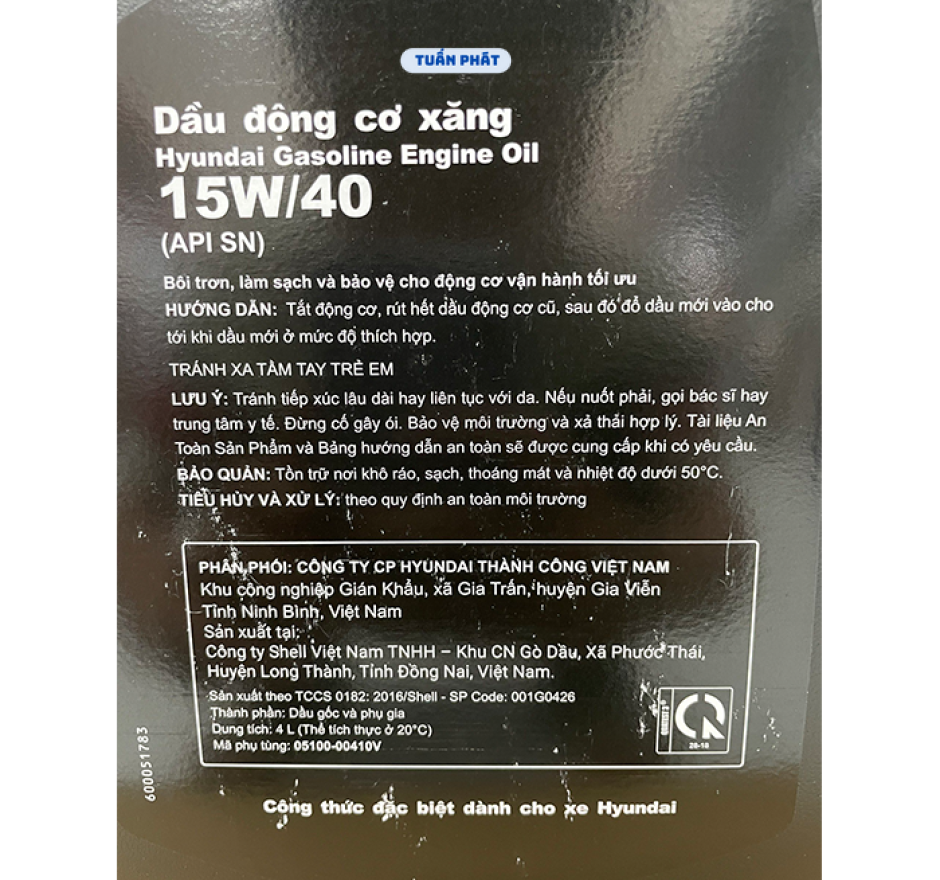 TUẤN PHÁT
Dầu động cơ xăng
Hyundai Gasoline Engine Oil
15W/40
(API SN)
Bôi trơn, làm sạch và bảo vệ cho động cơ vận hành tối ưu
HƯỚNG DẪN: Tắt động cơ, rút hết dầu động cơ cũ, sau đó đổ dầu mới vào cho
tới khi dầu mới ở mức độ thích hợp.
TRÁNH XA TẦM TAY TRẺ EM
LƯU Ý: Tránh tiếp xúc lâu dài hay liên tục với da. Nếu nuốt phải, gọi bác sĩ hay
trung tâm y tế. Đừng cố gây ói. Bảo vệ môi trường và xả thải hợp lý. Tài liệu An
Toàn Sản Phẩm và Bảng hướng dẫn an toàn sẽ được cung cấp khi có yêu cầu.
BẢO QUẢN: Tồn trữ nơi khô ráo, sạch, thoáng mát và nhiệt độ dưới 50°C.
TIÊU HỦY VÀ XỬ LÝ: theo quy định an toàn môi trường
PHÂN PHỐI: CÔNG TY CP HYUNDAI THÀNH CÔNG VIỆT NAM
Khu công nghiệp Gián Khẩu, xã Gia Trấn, huyện Gia Viễn
Tỉnh Ninh Bình, Việt Nam
Sản xuất tại:
Công ty Shell Việt Nam TNHH – Khu CN Gò Dầu, Xã Phước Thái,
Huyện Long Thành, Tỉnh Đồng Nai, Việt Nam.
Sản xuất theo TCCS 0182: 2016/Shell - SP Code: 001G0426
Thành phần: Dầu gốc và phụ gia
Dung tích: 4 L (Thể tích thực ở 20°C)
Mã phụ tùng: 05100-00410V
28-18
600051783
Công thức đặc biệt dành cho xe Hyundai